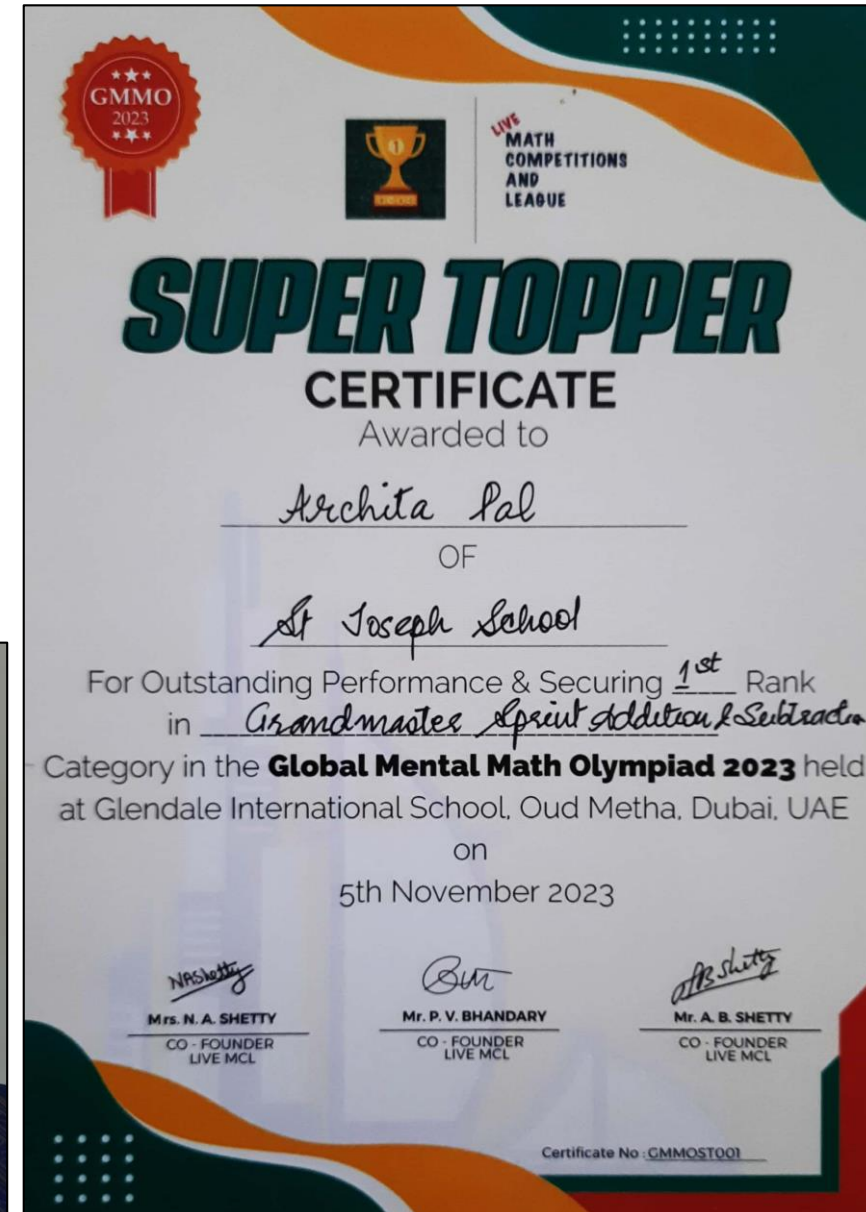 GMMO
2023
LIVE
MATH
COMPETITIONS
AND
LEAGUE
SUPER TOPPER
CERTIFICATE
Awarded to
Archita Pal
OF
St Joseph School
For Outstanding Performance & Securing 1st Rank
in Grandmaster Sprint Addition & Subtraction
Category in the Global Mental Math Olympiad 2023 held
at Glendale International School, Oud Metha, Dubai, UAE
on
5th November 2023
NAShetty
ABShetty
Mrs. N. A. SHETTY
Mr. P. V. BHANDARY
Mr. A. B. SHETTY
CO - FOUNDER
LIVE MCL
CO - FOUNDER
LIVE MCL
CO - FOUNDER
LIVE MCL
Certificate No : GMMOST001